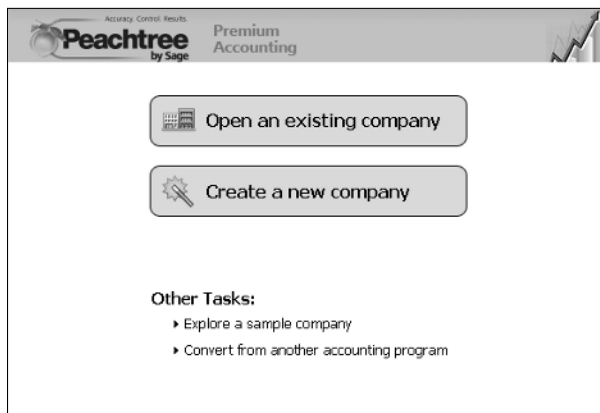 Accuracy. Control. Results.
Peachtree
by Sage
Premium
Accounting
Open an existing company
Create a new company
Other Tasks:
Explore a sample company
Convert from another accounting program